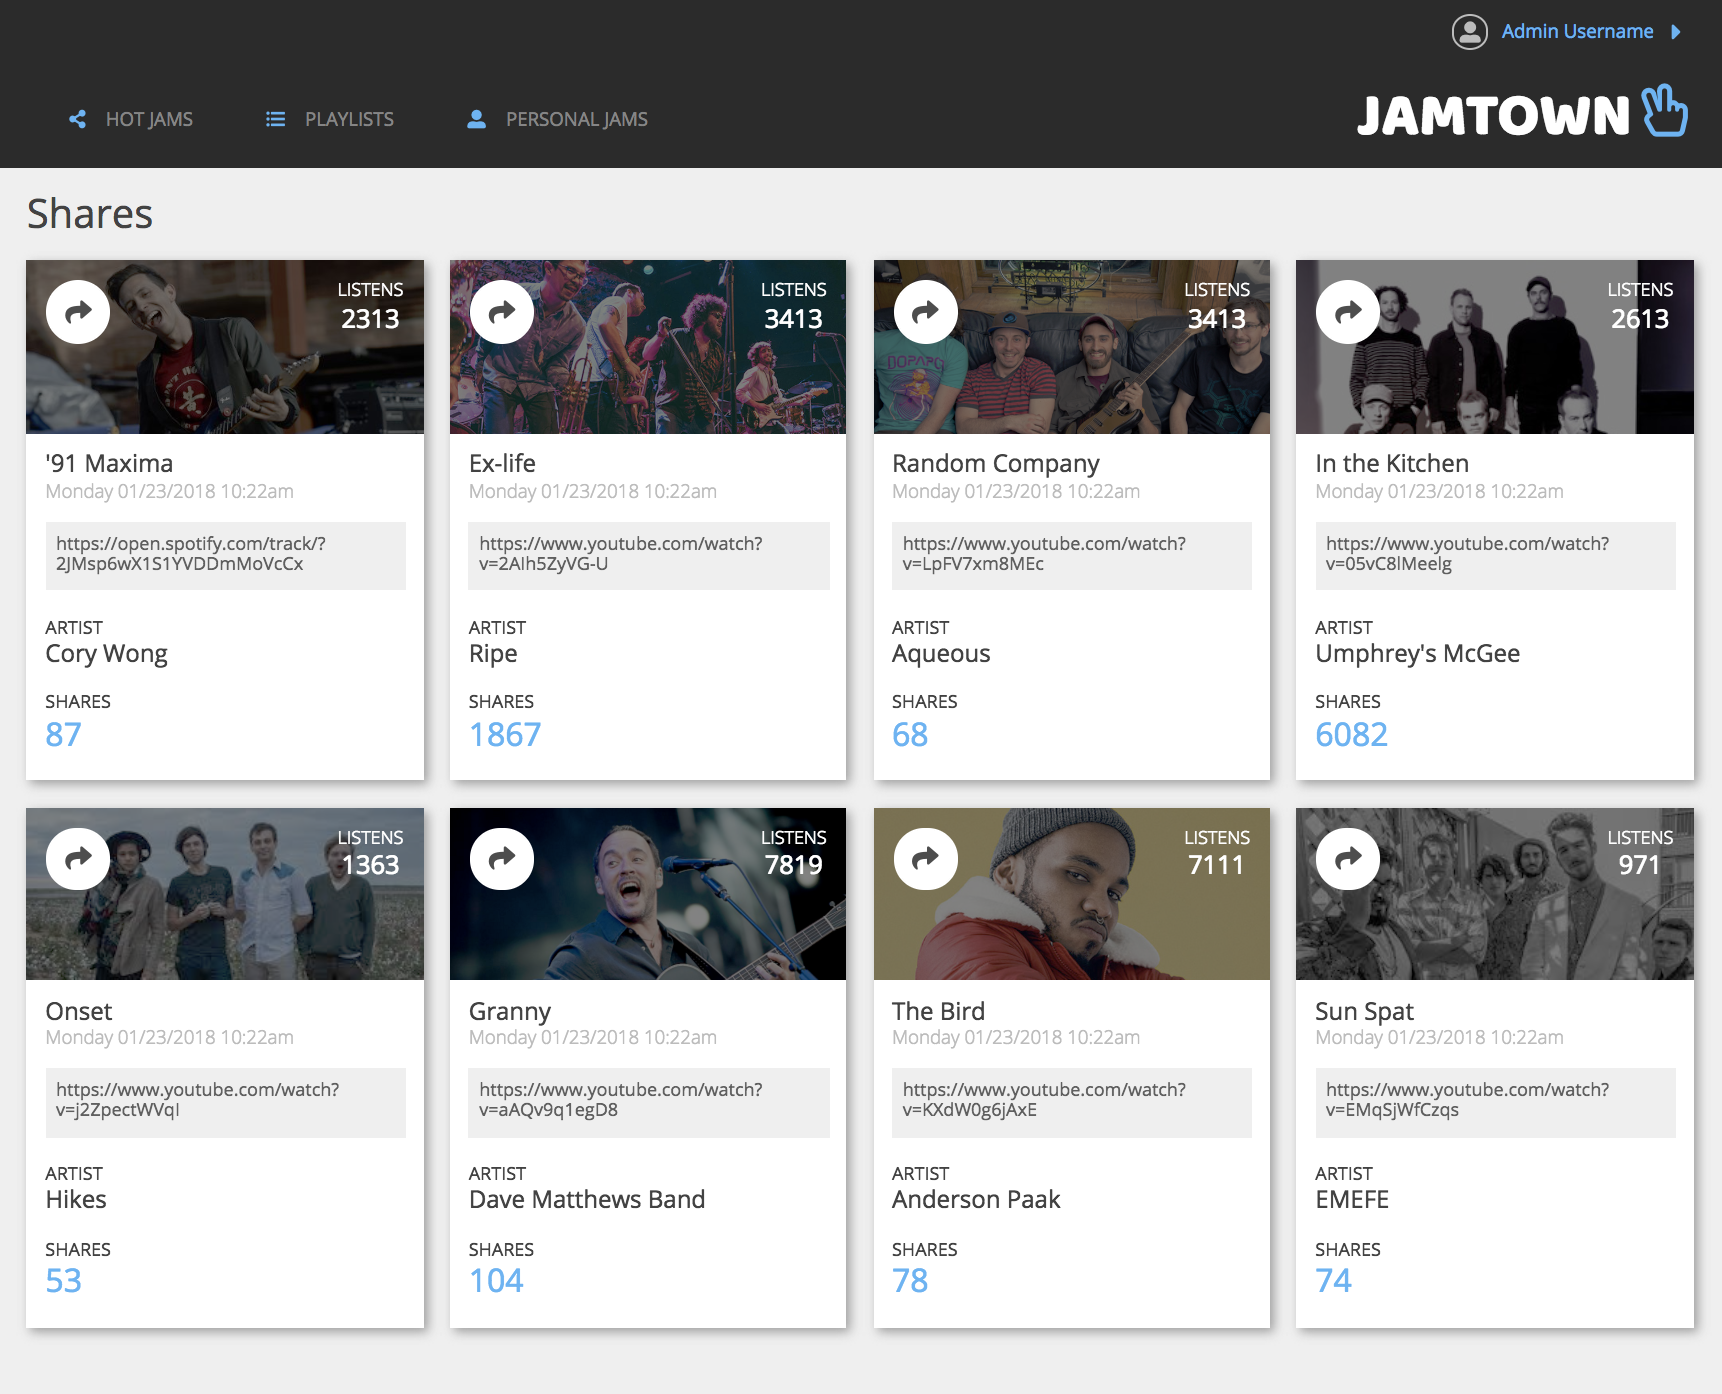 Admin Username
HOT JAMS
PLAYLISTS
PERSONAL JAMS
JAMTOWN
Shares
LISTENS
2313
'91 Maxima
Monday 01/23/2018 10:22am
https://open.spotify.com/track/?
2JMsp6wX1S1YVDDmMoVcCx
ARTIST
Cory Wong
SHARES
87
LISTENS
3413
Ex-life
Monday 01/23/2018 10:22am
https://www.youtube.com/watch?
v=2AIh5ZyVG-U
ARTIST
Ripe
SHARES
1867
LISTENS
3413
Random Company
Monday 01/23/2018 10:22am
https://www.youtube.com/watch?
v=LpFV7xm8MEc
ARTIST
Aqueous
SHARES
68
LISTENS
2613
In the Kitchen
Monday 01/23/2018 10:22am
https://www.youtube.com/watch?
v=05vC8lMeelg
ARTIST
Umphrey's McGee
SHARES
6082
LISTENS
1363
Onset
Monday 01/23/2018 10:22am
https://www.youtube.com/watch?
v=j2ZpectWVqI
ARTIST
Hikes
SHARES
53
LISTENS
7819
Granny
Monday 01/23/2018 10:22am
https://www.youtube.com/watch?
v=aAQv9q1egD8
ARTIST
Dave Matthews Band
SHARES
104
LISTENS
7111
The Bird
Monday 01/23/2018 10:22am
https://www.youtube.com/watch?
v=KXdW0g6jAxE
ARTIST
Anderson Paak
SHARES
78
LISTENS
971
Sun Spat
Monday 01/23/2018 10:22am
https://www.youtube.com/watch?
v=EMqSjWfCzqs
ARTIST
EMEFE
SHARES
74